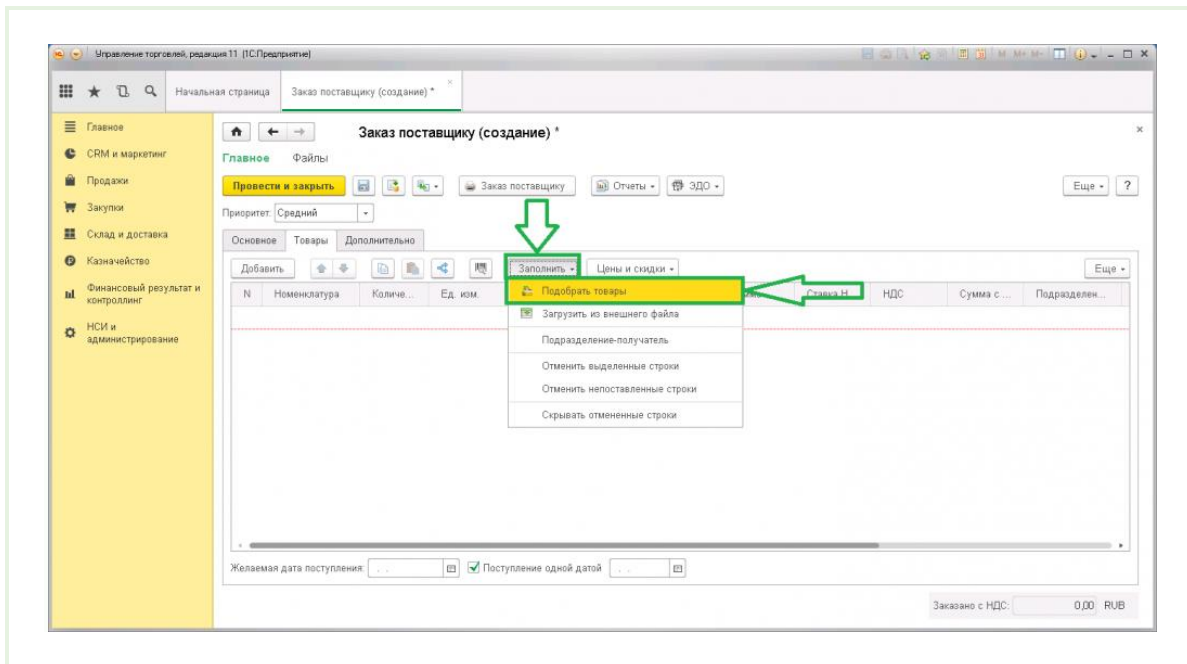 Управление торговлей, редакция 11 (1С:Предприятие)
M M+ M-
Начальная страница
Заказ поставщику (создание) *
Главное
CRM и маркетинг
Продажи
Закупки
Склад и доставка
Казначейство
Финансовый результат и
контроллинг
НСИ и
администрирование
Заказ поставщику (создание) *
Главное Файлы
Провести и закрыть Заказ поставщику Отчеты ЭДО Еще ?
Приоритет: Средний
Основное Товары Дополнительно
Добавить Заполнить Цены и скидки Еще
N Номенклатура Количе... Ед. изм. Ставка Н... НДС Сумма с ... Подразделен...
Подобрать товары
Загрузить из внешнего файла
Подразделение-получатель
Отменить выделенные строки
Отменить непоставленные строки
Скрывать отмененные строки
Желаемая дата поступления: . . Поступление одной датой . .
Заказано с НДС: 0,00 RUB